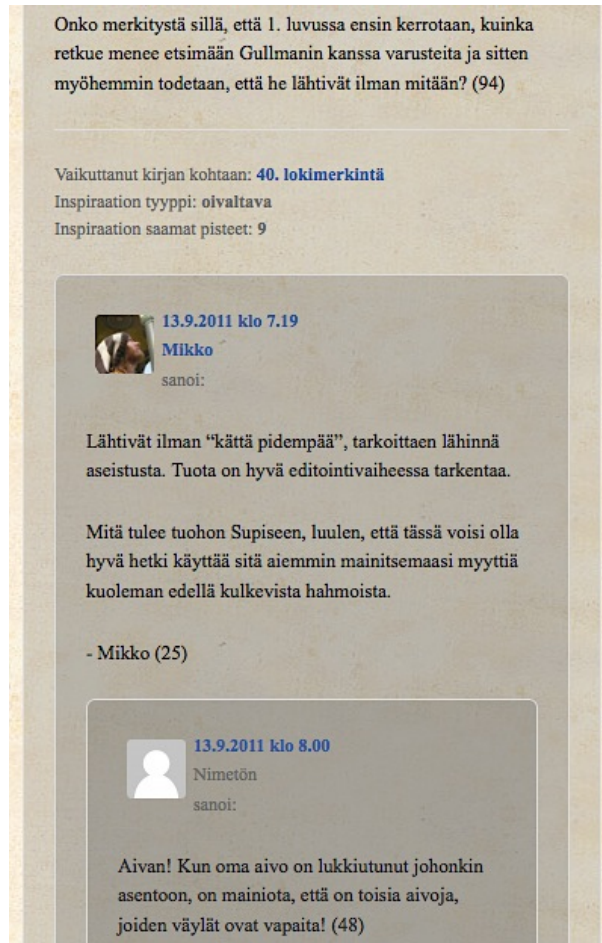 Onko merkitystä sillä, että 1. luvussa ensin kerrotaan, kuinka
retkue menee etsimään Gullmanin kanssa varusteita ja sitten
myöhemmin todetaan, että he lähtivät ilman mitään? (94)
Vaikuttanut kirjan kohtaan: 40. lokimerkintä
Inspiraation tyyppi: oivaltava
Inspiraation saamat pisteet: 9
13.9.2011 klo 7.19
Mikko
sanoi:
Lähtivät ilman “kättä pidempää”, tarkoittaen lähinnä
aseistusta. Tuota on hyvä editointivaiheessa tarkentaa.
Mitä tulee tuohon Supiseen, luulen, että tässä voisi olla
hyvä hetki käyttää sitä aiemmin mainitsemaasi myyttiä
kuoleman edellä kulkevista hahmoista.
- Mikko (25)
13.9.2011 klo 8.00
Nimetön
sanoi:
Aivan! Kun oma aivo on lukkiutunut johonkin
asentoon, on mainiota, että on toisia aivoja,
joiden väylät ovat vapaita! (48)